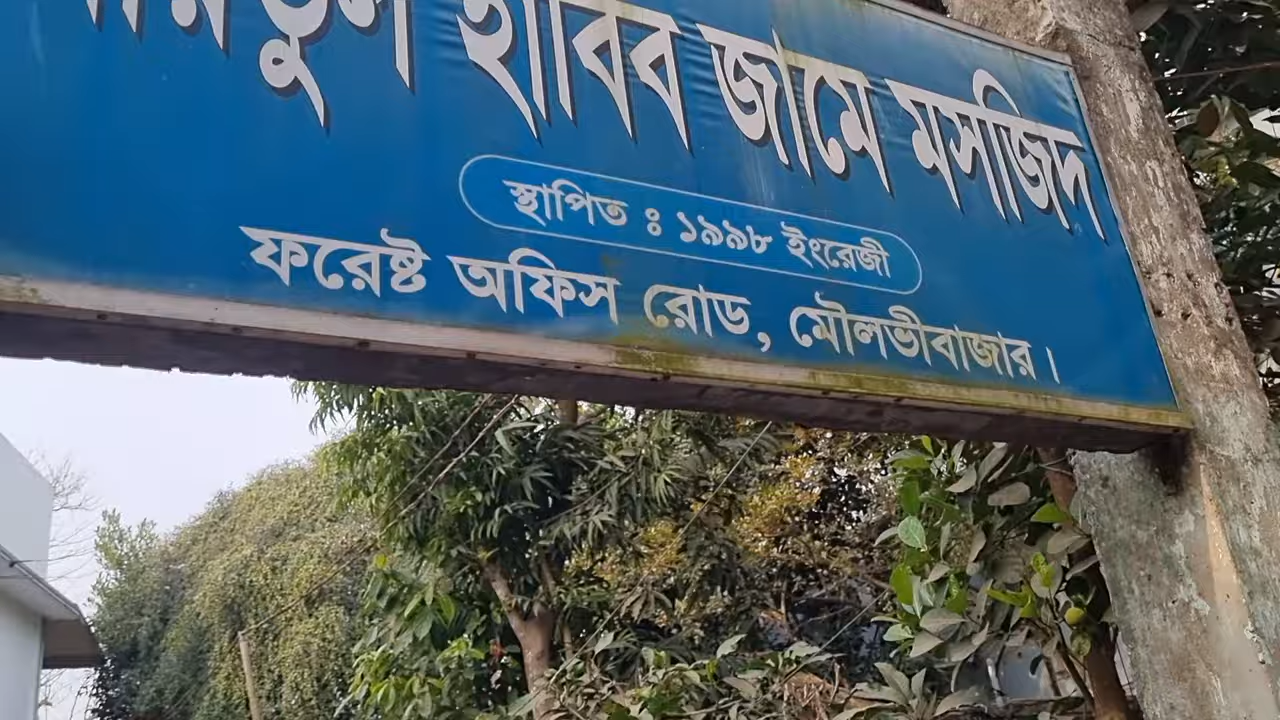 হাবিব জামে মসজিদ
স্থাপিত ঃ ১৯৯৮ ইংরেজী
ফরেষ্ট অফিস রোড, মৌলভীবাজার।